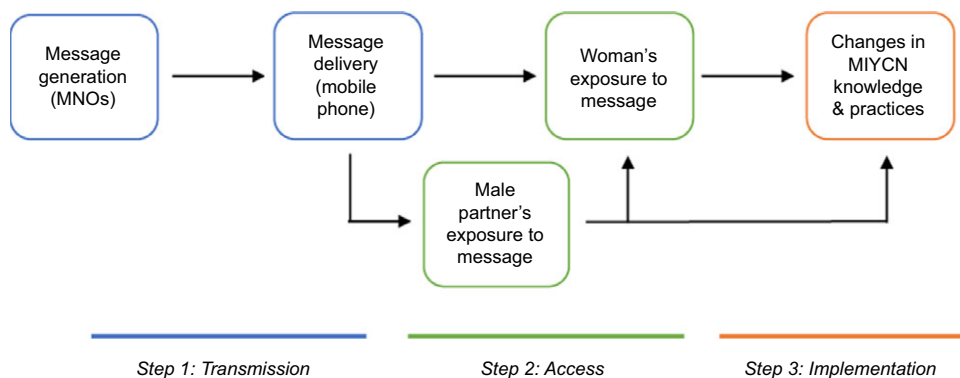 Message
generation
(MNOs)
Message
delivery
(mobile
phone)
Woman's
exposure to
message
Changes in
MIYCN
knowledge
& practices
Male
partner's
exposure to
message
Step 1: Transmission
Step 2: Access
Step 3: Implementation